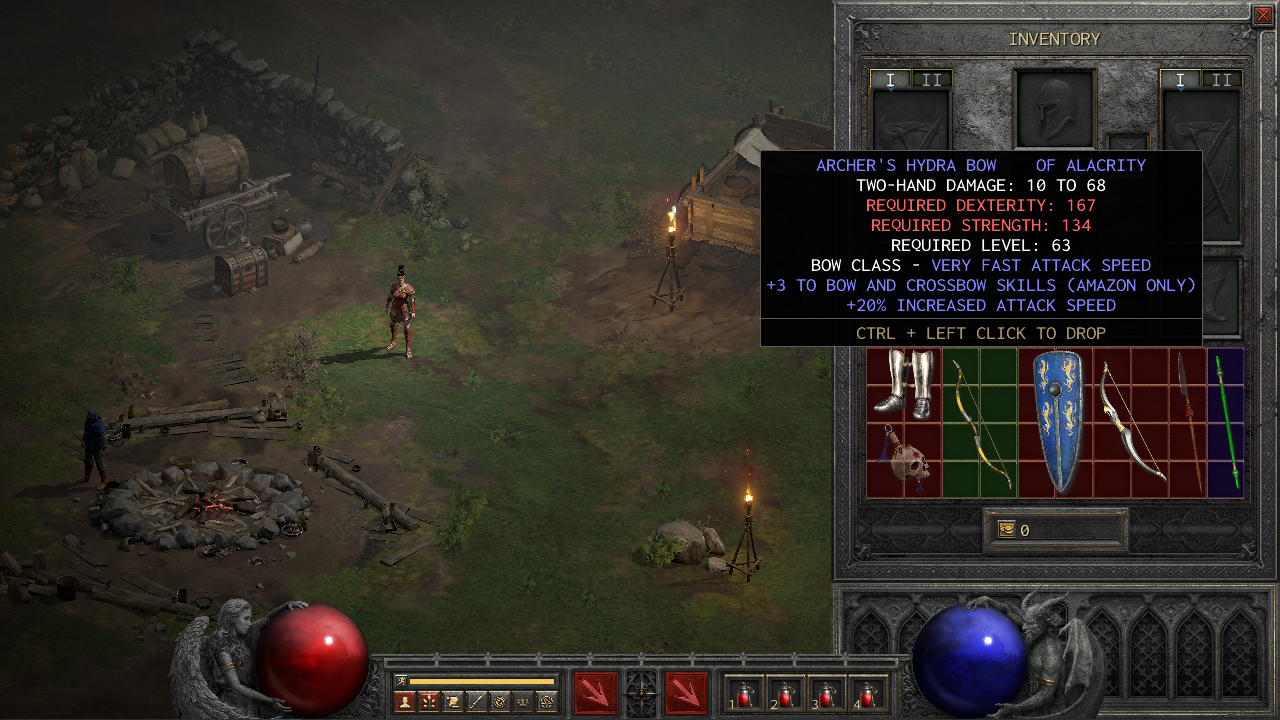 INVENTORY
I II
I II
ARCHER'S HYDRA BOW OF ALACRITY
TWO-HAND DAMAGE: 10 TO 68
REQUIRED DEXTERITY: 167
REQUIRED STRENGTH: 134
REQUIRED LEVEL: 63
BOW CLASS - VERY FAST ATTACK SPEED
+3 TO BOW AND CROSSBOW SKILLS (AMAZON ONLY)
+20% INCREASED ATTACK SPEED
CTRL + LEFT CLICK TO DROP
0
1 2 3 4